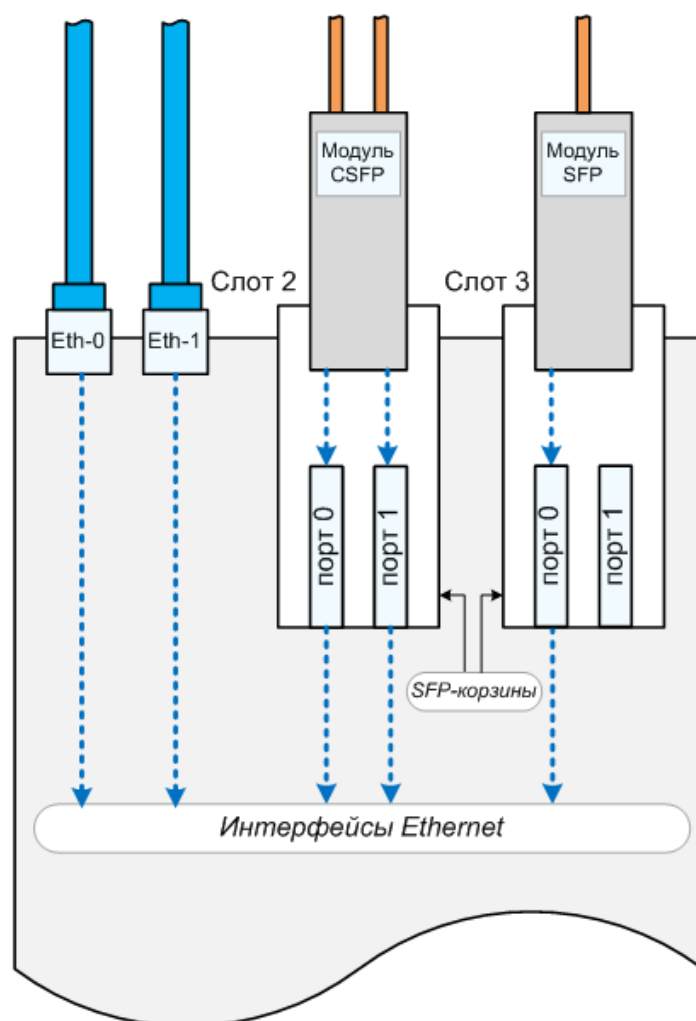 Модуль
CSFP
Модуль
SFP
Слот 2
Слот 3
Eth-0
Eth-1
порт 0
порт 1
порт 0
порт 1
SFP-корзины
Интерфейсы Ethernet